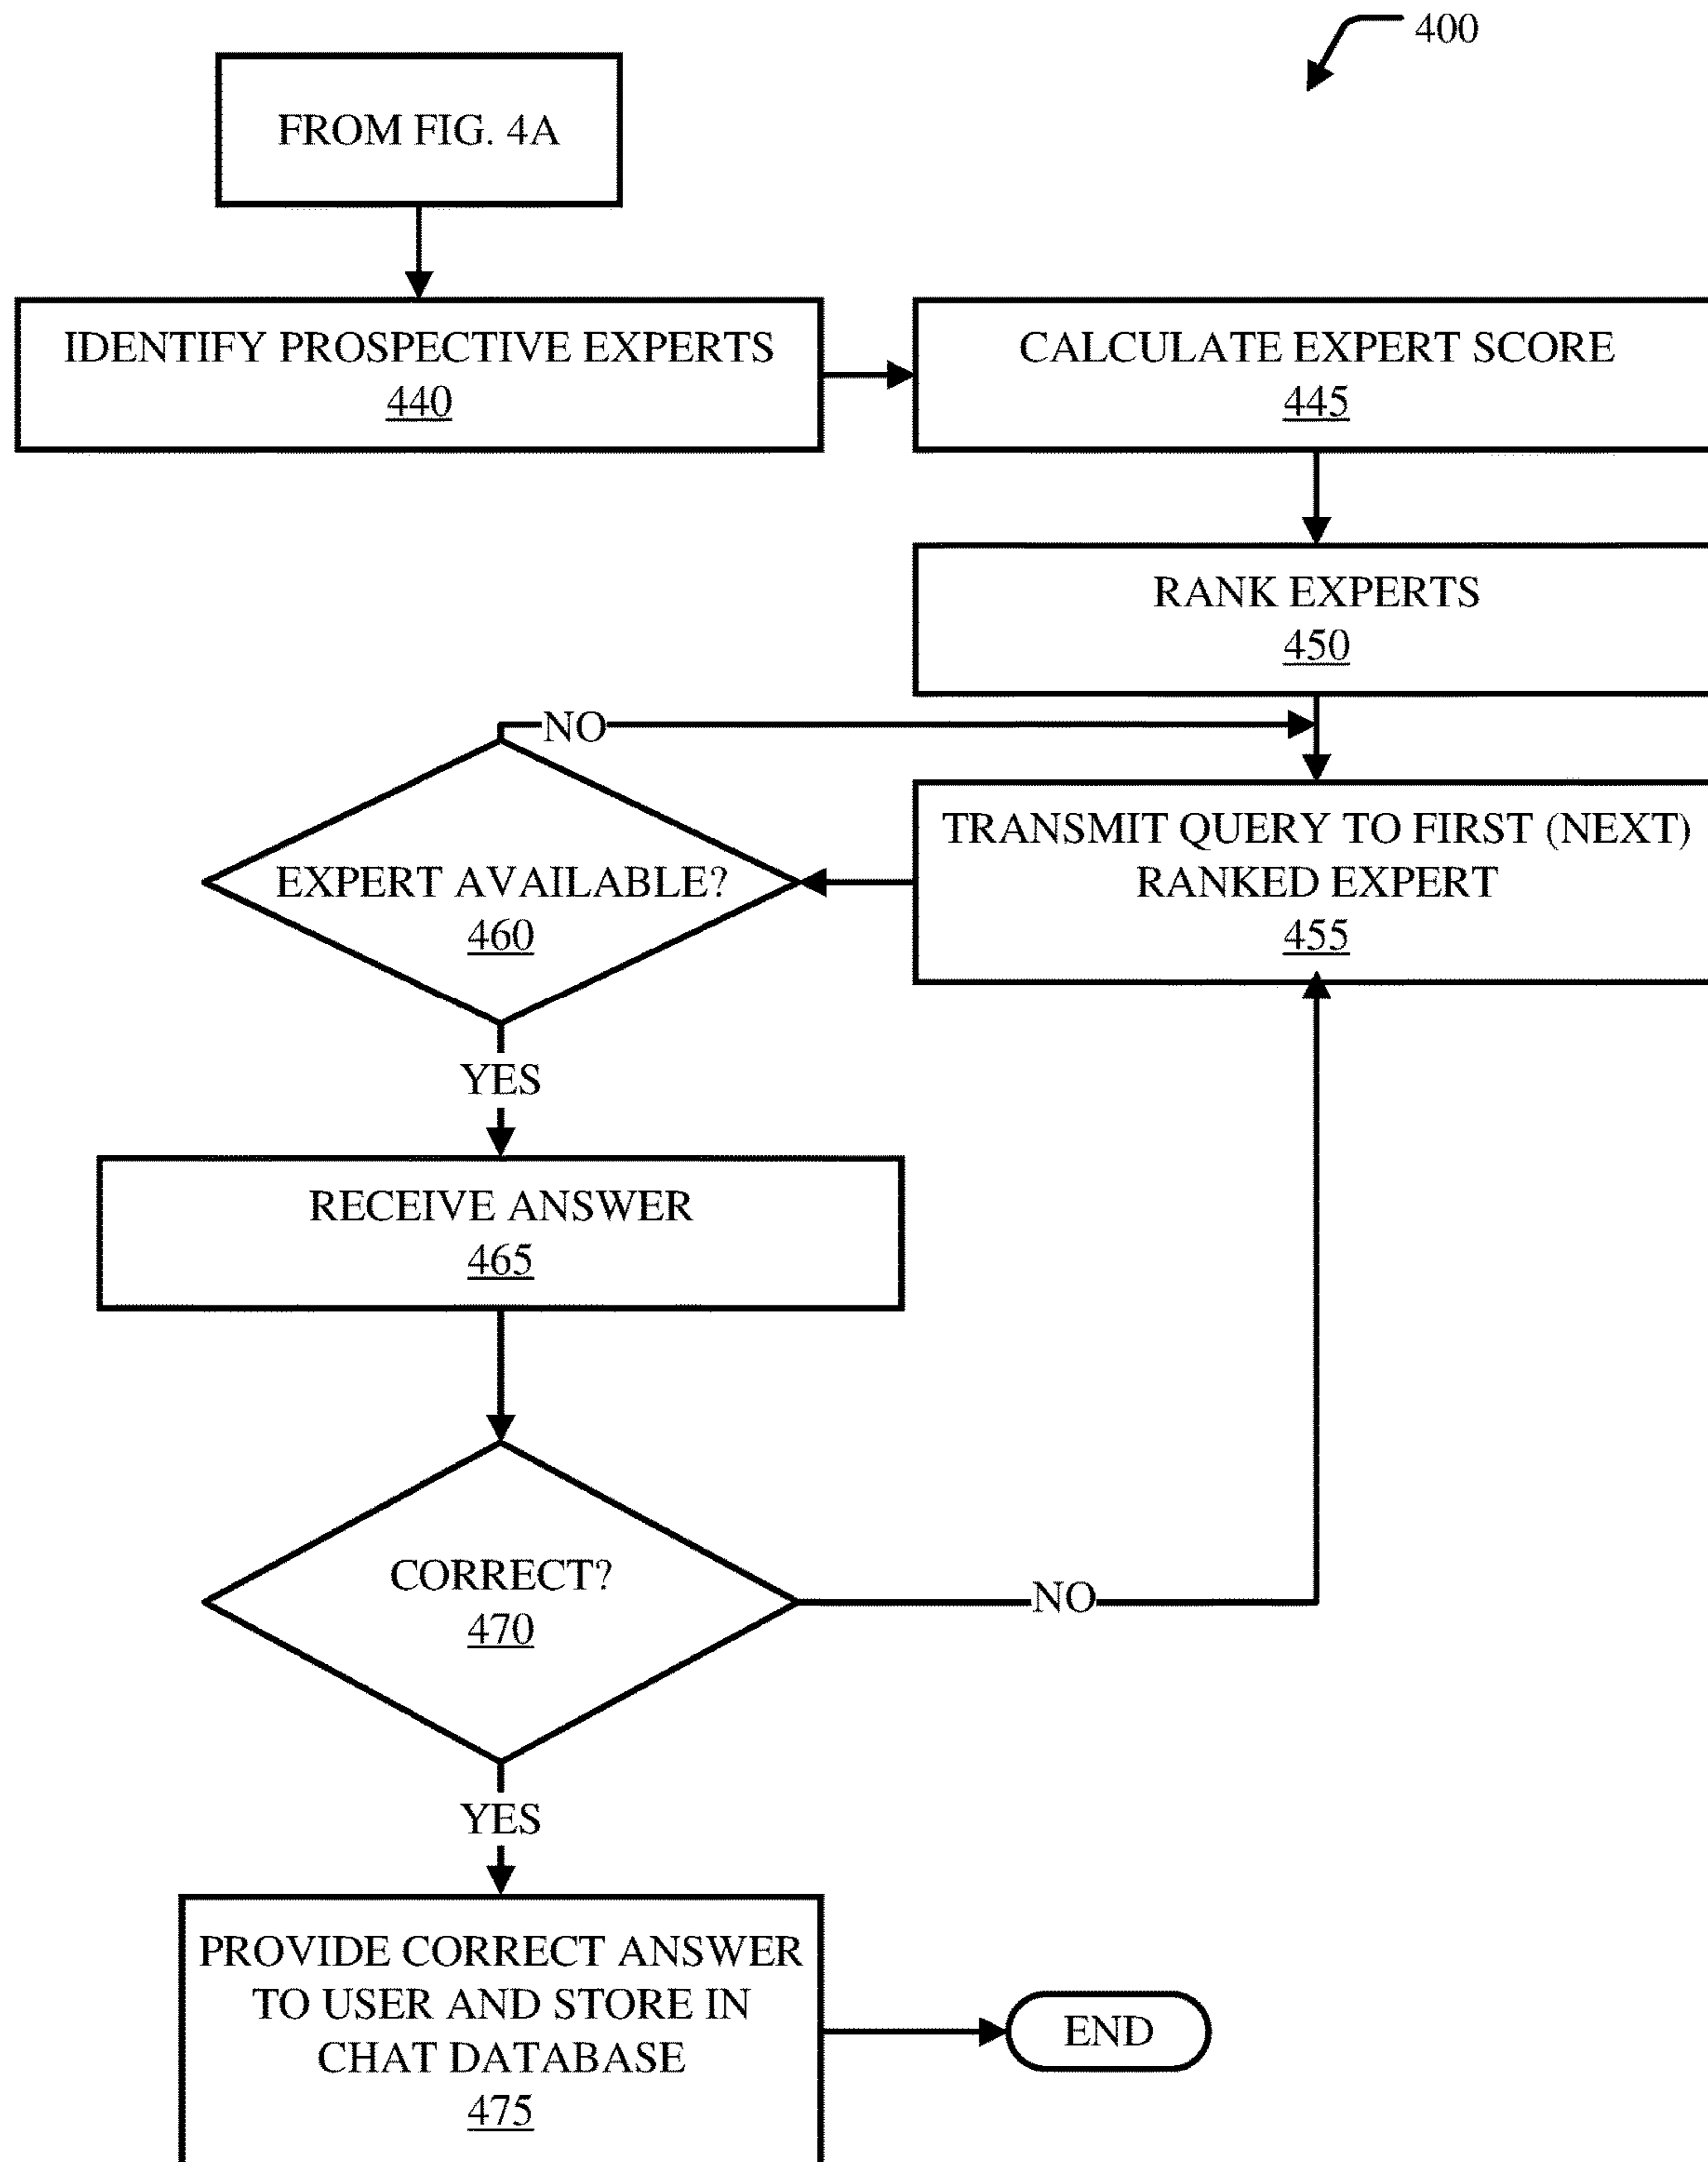 400
FROM FIG. 4A
IDENTIFY PROSPECTIVE EXPERTS
440
CALCULATE EXPERT SCORE
445
RANK EXPERTS
450
NO
TRANSMIT QUERY TO FIRST (NEXT)
RANKED EXPERT
455
EXPERT AVAILABLE?
460
YES
RECEIVE ANSWER
465
CORRECT?
470
NO
YES
PROVIDE CORRECT ANSWER
TO USER AND STORE IN
CHAT DATABASE
475
END